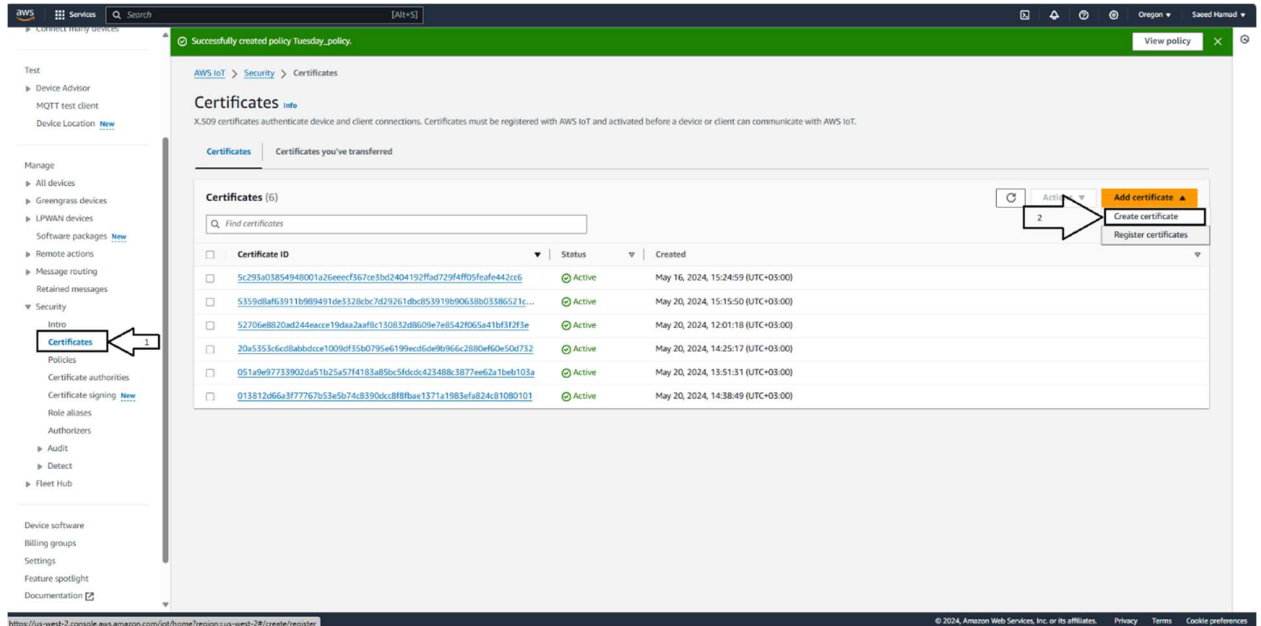 aws Services Search [Alt+S] Oregon Saeed Hamad
Connect many devices
Test
Device Advisor
MQTT test client
Device Location New
Manage
All devices
Greengrass devices
LPWAN devices
Software packages New
Remote actions
Message routing
Retained messages
Security
Intro
Certificates 1
Policies
Certificate authorities
Certificate signing New
Role aliases
Authorizers
Audit
Detect
Fleet Hub
Device software
Billing groups
Settings
Feature spotlight
Documentation
Successfully created policy Tuesday_policy. View policy
AWS IoT > Security > Certificates
Certificates Info
X.509 certificates authenticate device and client connections. Certificates must be registered with AWS IoT and activated before a device or client can communicate with AWS IoT.
Certificates Certificates you've transferred
Certificates (6) Add certificate
Find certificates 2 Create certificate
Register certificates
Certificate ID Status Created
5c293a03854948001a26eeecf367ce3bd2404192ffad729f4ff05feafe442cc6 Active May 16, 2024, 15:24:59 (UTC+03:00)
5359d8af63911b989491de3328cbc7d29261dbc853919b90638b03386521c... Active May 20, 2024, 15:15:50 (UTC+03:00)
52706e8820ad244eacce19daa2aaf8c130832d8609e7e8542f065a41bf3f2f3e Active May 20, 2024, 12:01:18 (UTC+03:00)
20a5353c6cd8abbdcce1009df35b0795e6199ecd6de9b966c2880ef60e50d732 Active May 20, 2024, 14:25:17 (UTC+03:00)
051a9e97733902da51b25a57f4183a85bc5fdcdc423488c3877ee62a1beb103a Active May 20, 2024, 13:51:31 (UTC+03:00)
013812d66a3f77767b53e5b74c8390dcc8f8fbae1371a1983efa824c81080101 Active May 20, 2024, 14:38:49 (UTC+03:00)
https://us-west-2.console.aws.amazon.com/iot/home?region=us-west-2#/create/register
© 2024, Amazon Web Services, Inc. or its affiliates. Privacy Terms Cookie preferences